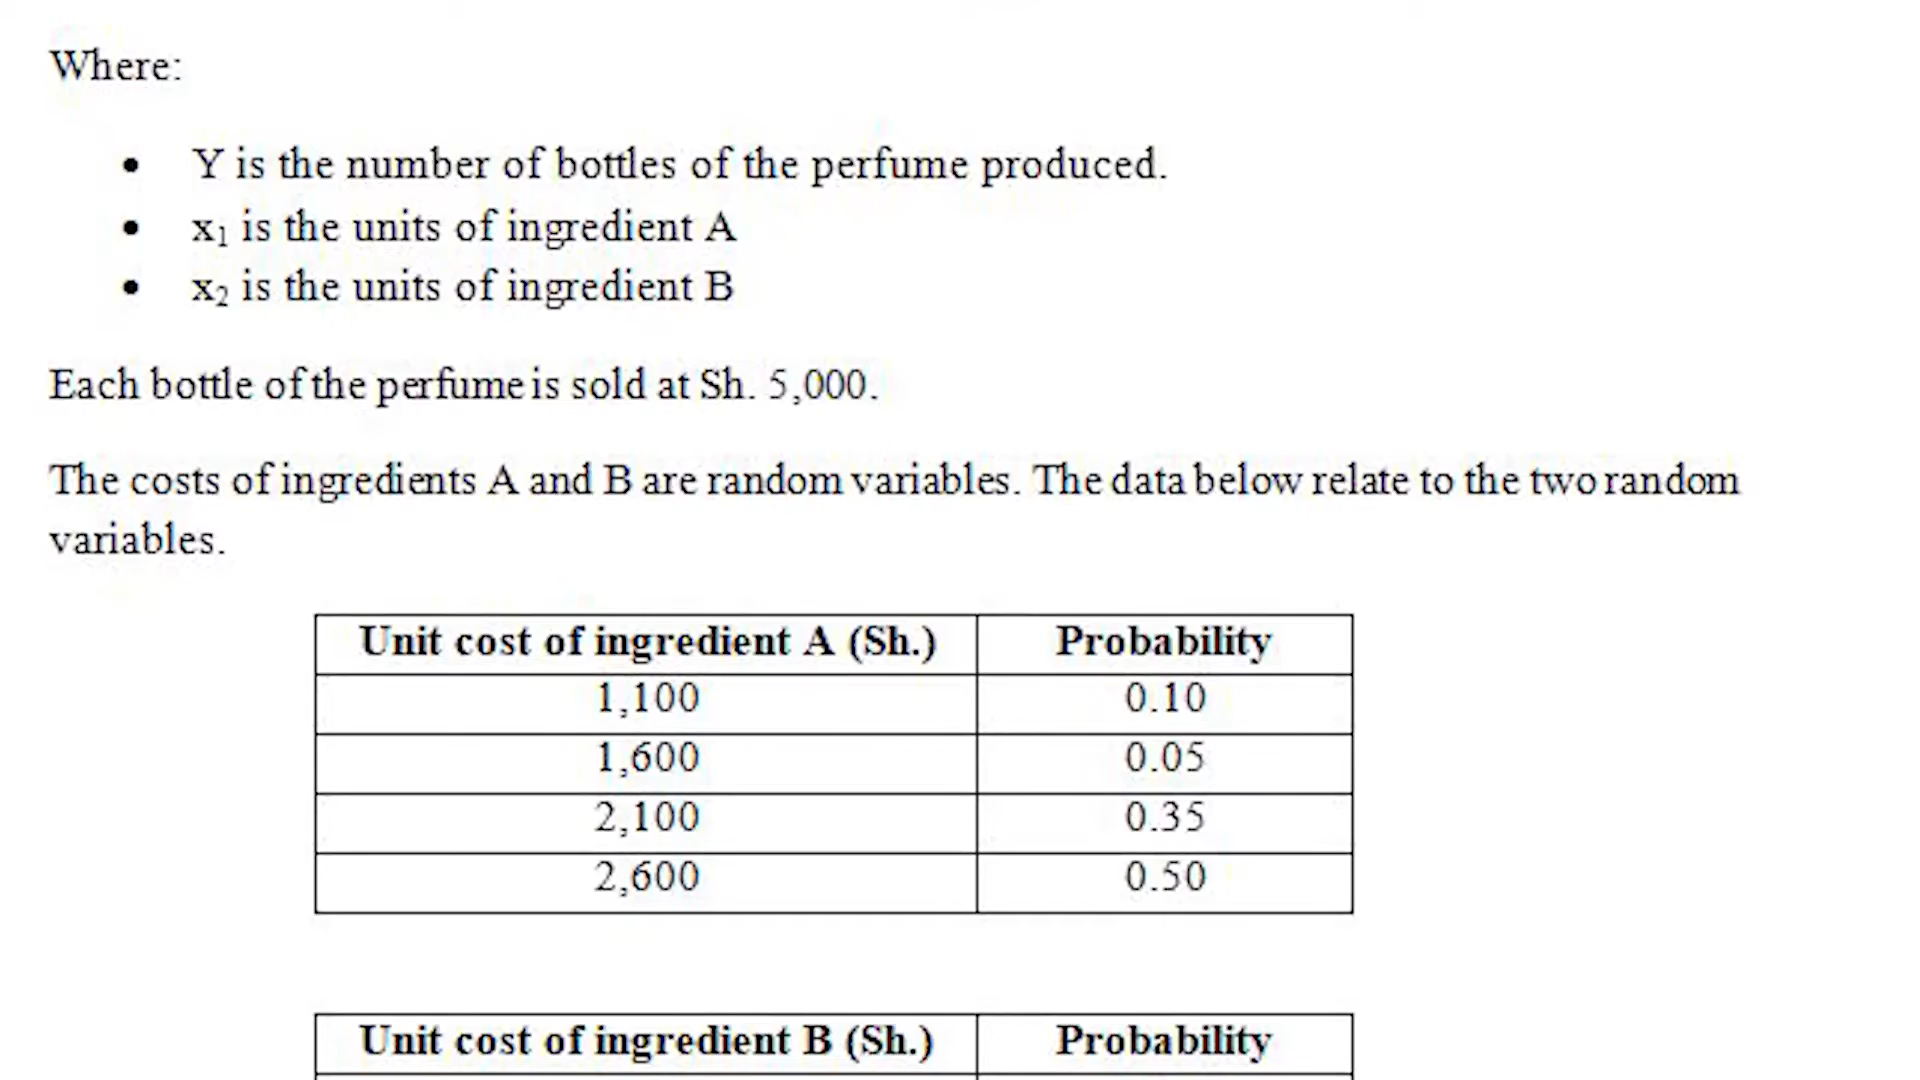 Where:
• Y is the number of bottles of the perfume produced.
• x₁ is the units of ingredient A
• x₂ is the units of ingredient B
Each bottle of the perfume is sold at Sh. 5,000.
The costs of ingredients A and B are random variables. The data below relate to the two random
variables.
Unit cost of ingredient A (Sh.) Probability
1,100 0.10
1,600 0.05
2,100 0.35
2,600 0.50
Unit cost of ingredient B (Sh.) Probability